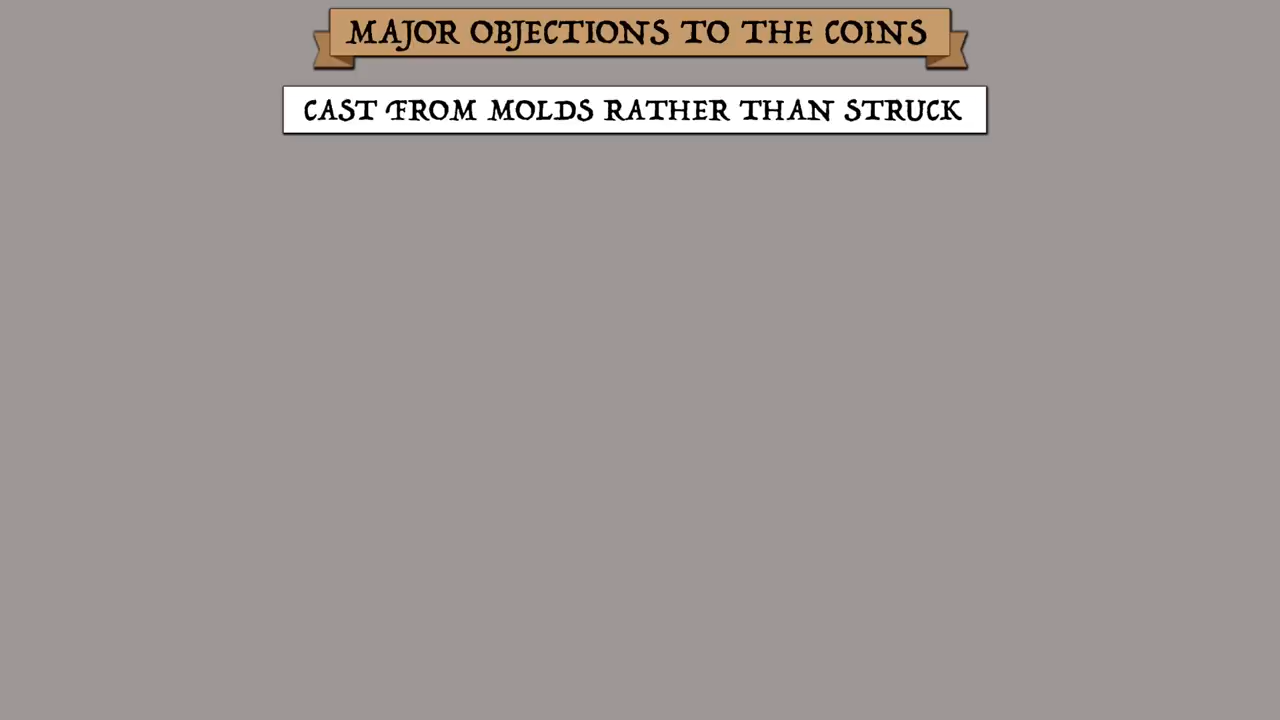 MAJOR OBJECTIONS TO THE COINS
CAST FROM MOLDS RATHER THAN STRUCK